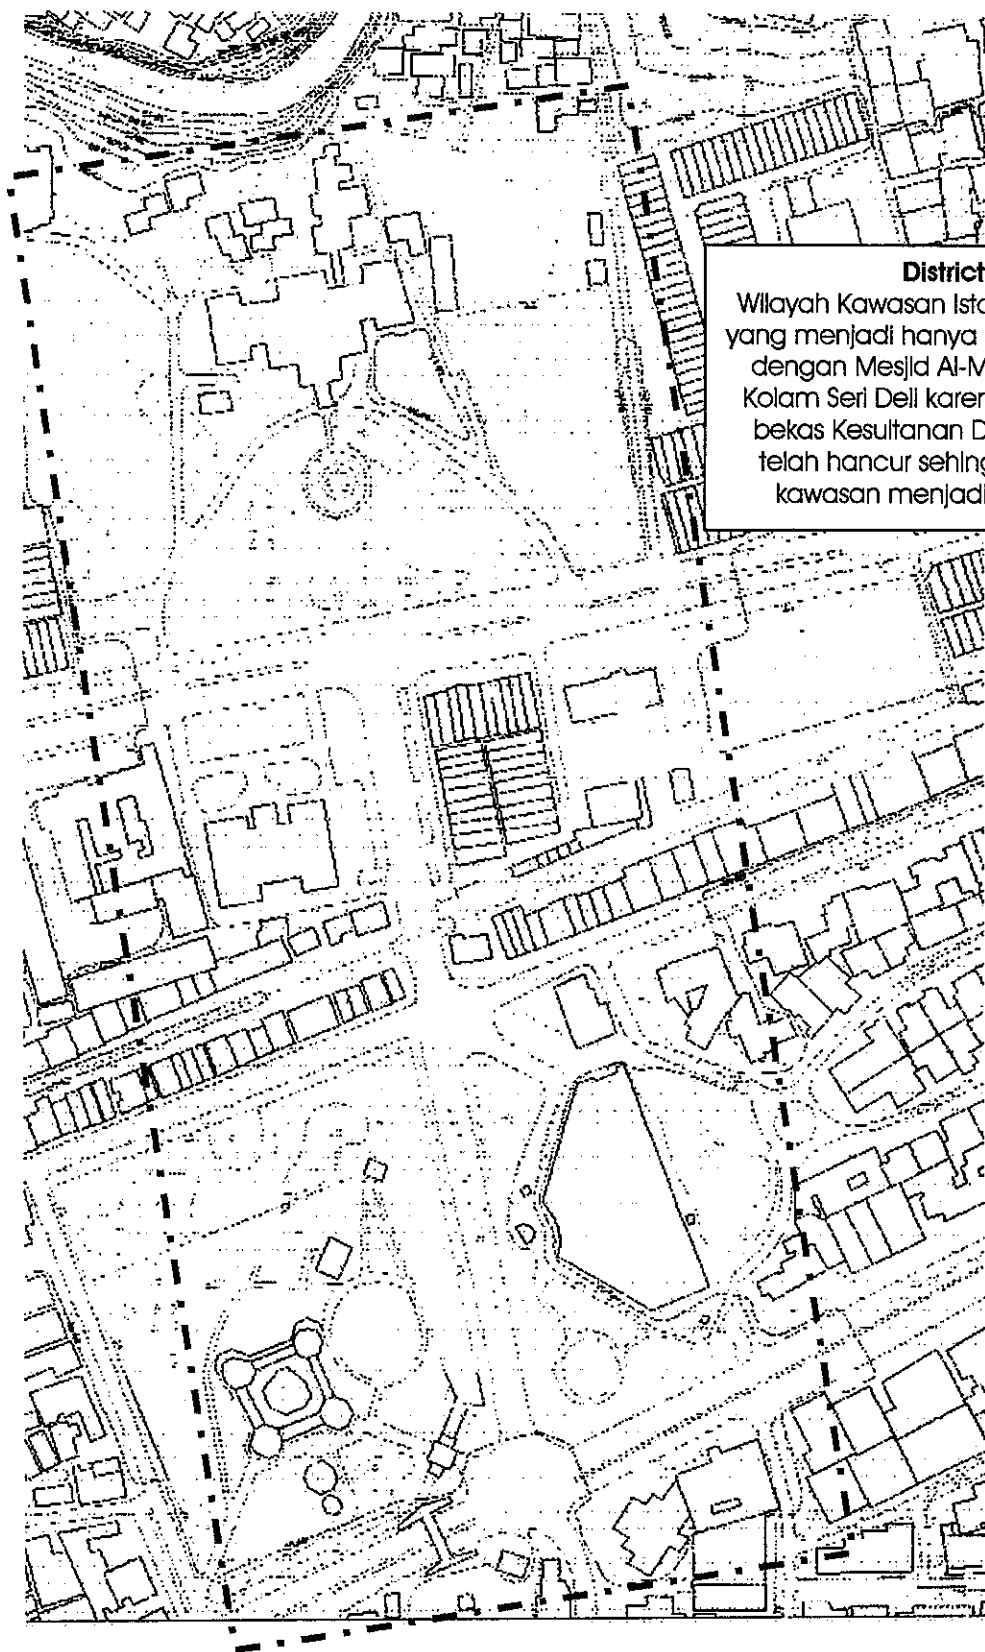 District
Wilayah Kawasan Ista
yang menjadi hanya
dengan Mesjid Al-M
Kolam Seri Deli karer
bekas Kesultanan D
telah hancur sehing
kawasan menjadi